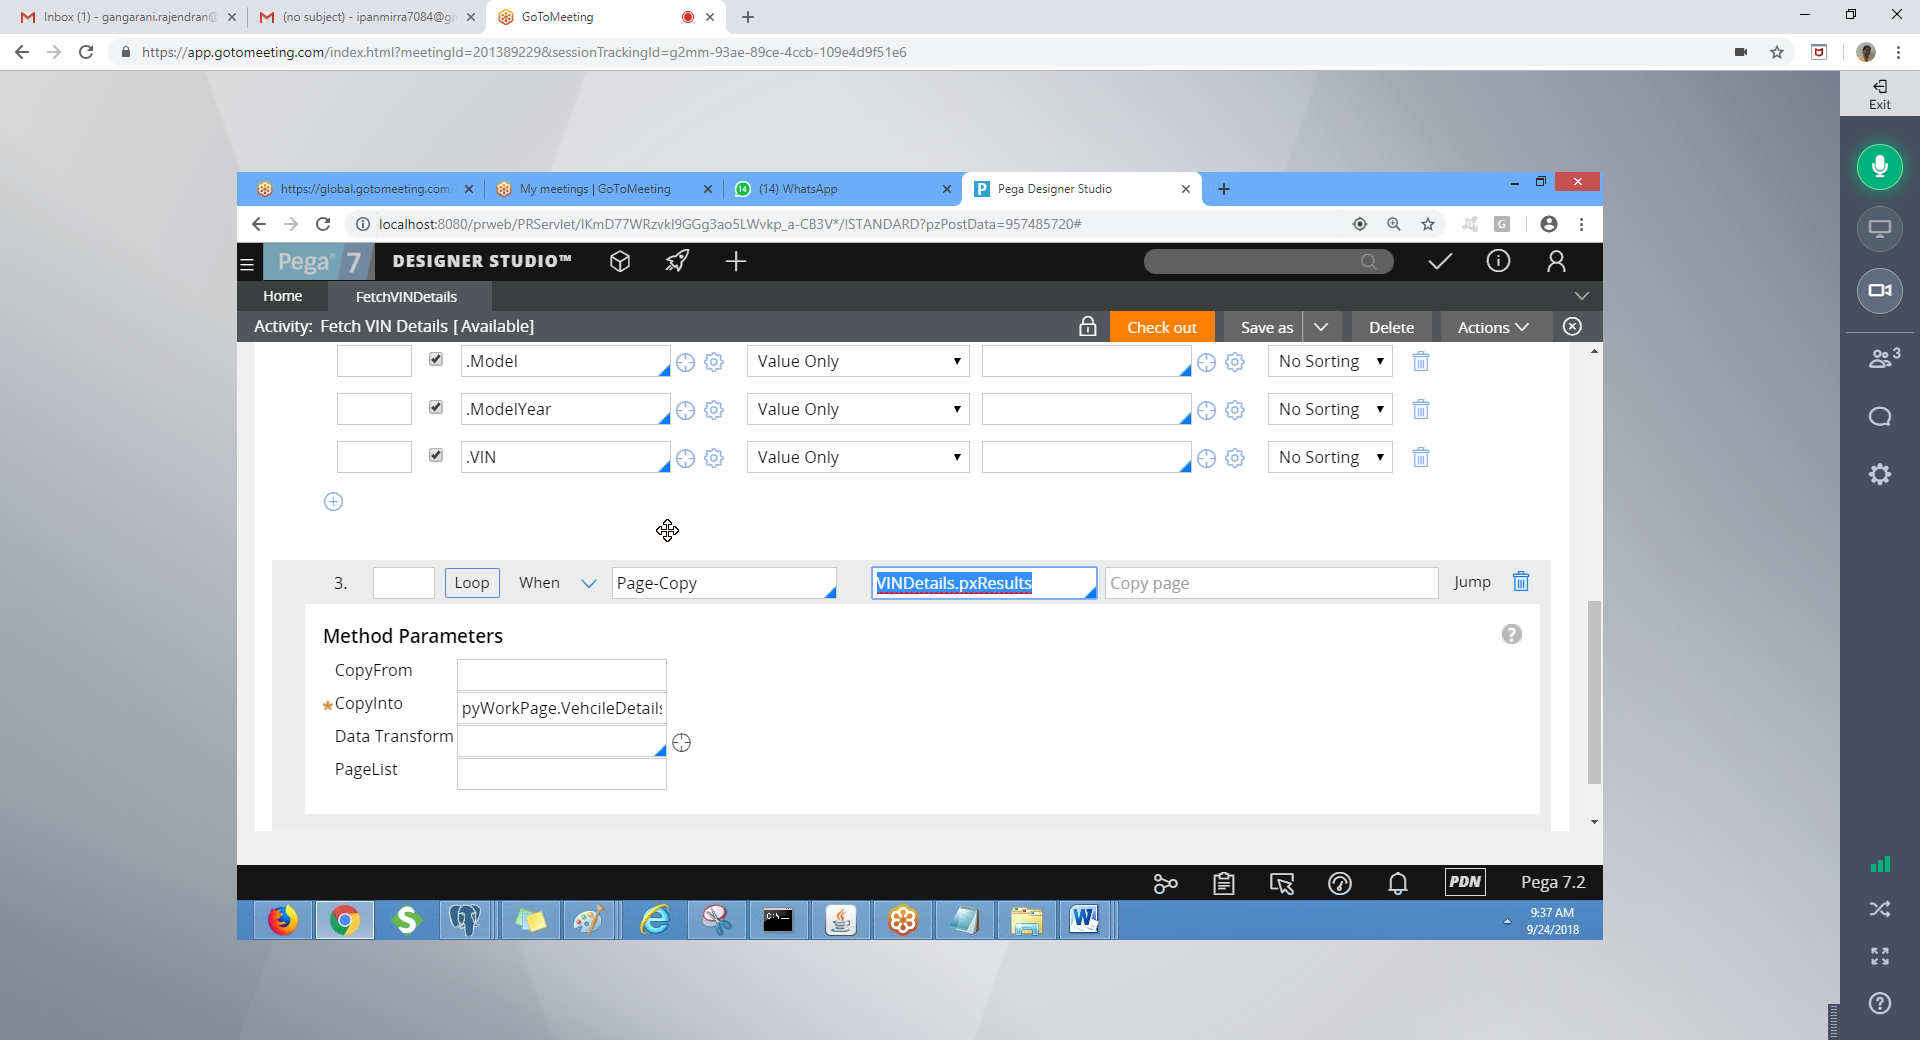 Inbox (1) - gangarani.rajendran@
(no subject) - ipanmirra7084@gm
GoToMeeting
https://app.gotomeeting.com/index.html?meetingId=201389229&sessionTrackingId=g2mm-93ae-89ce-4ccb-109e4d9f51e6
Exit
3
https://global.gotomeeting.com/
My meetings | GoToMeeting
14
(14) WhatsApp
Pega Designer Studio
localhost:8080/prweb/PRServlet/IKmD77WRzvkI9GGg3ao5LWvkp_a-CB3V*/!STANDARD?pzPostData=957485720#
Pega 7 DESIGNER STUDIO™
Home FetchVINDetails
Activity: Fetch VIN Details [ Available]
Check out Save as Delete Actions
.Model Value Only No Sorting
.ModelYear Value Only No Sorting
.VIN Value Only No Sorting
3. Loop When Page-Copy VINDetails.pxResults Copy page Jump
Method Parameters
CopyFrom
CopyInto pyWorkPage.VehcileDetails
Data Transform
PageList
PDN Pega 7.2
9:37 AM
9/24/2018